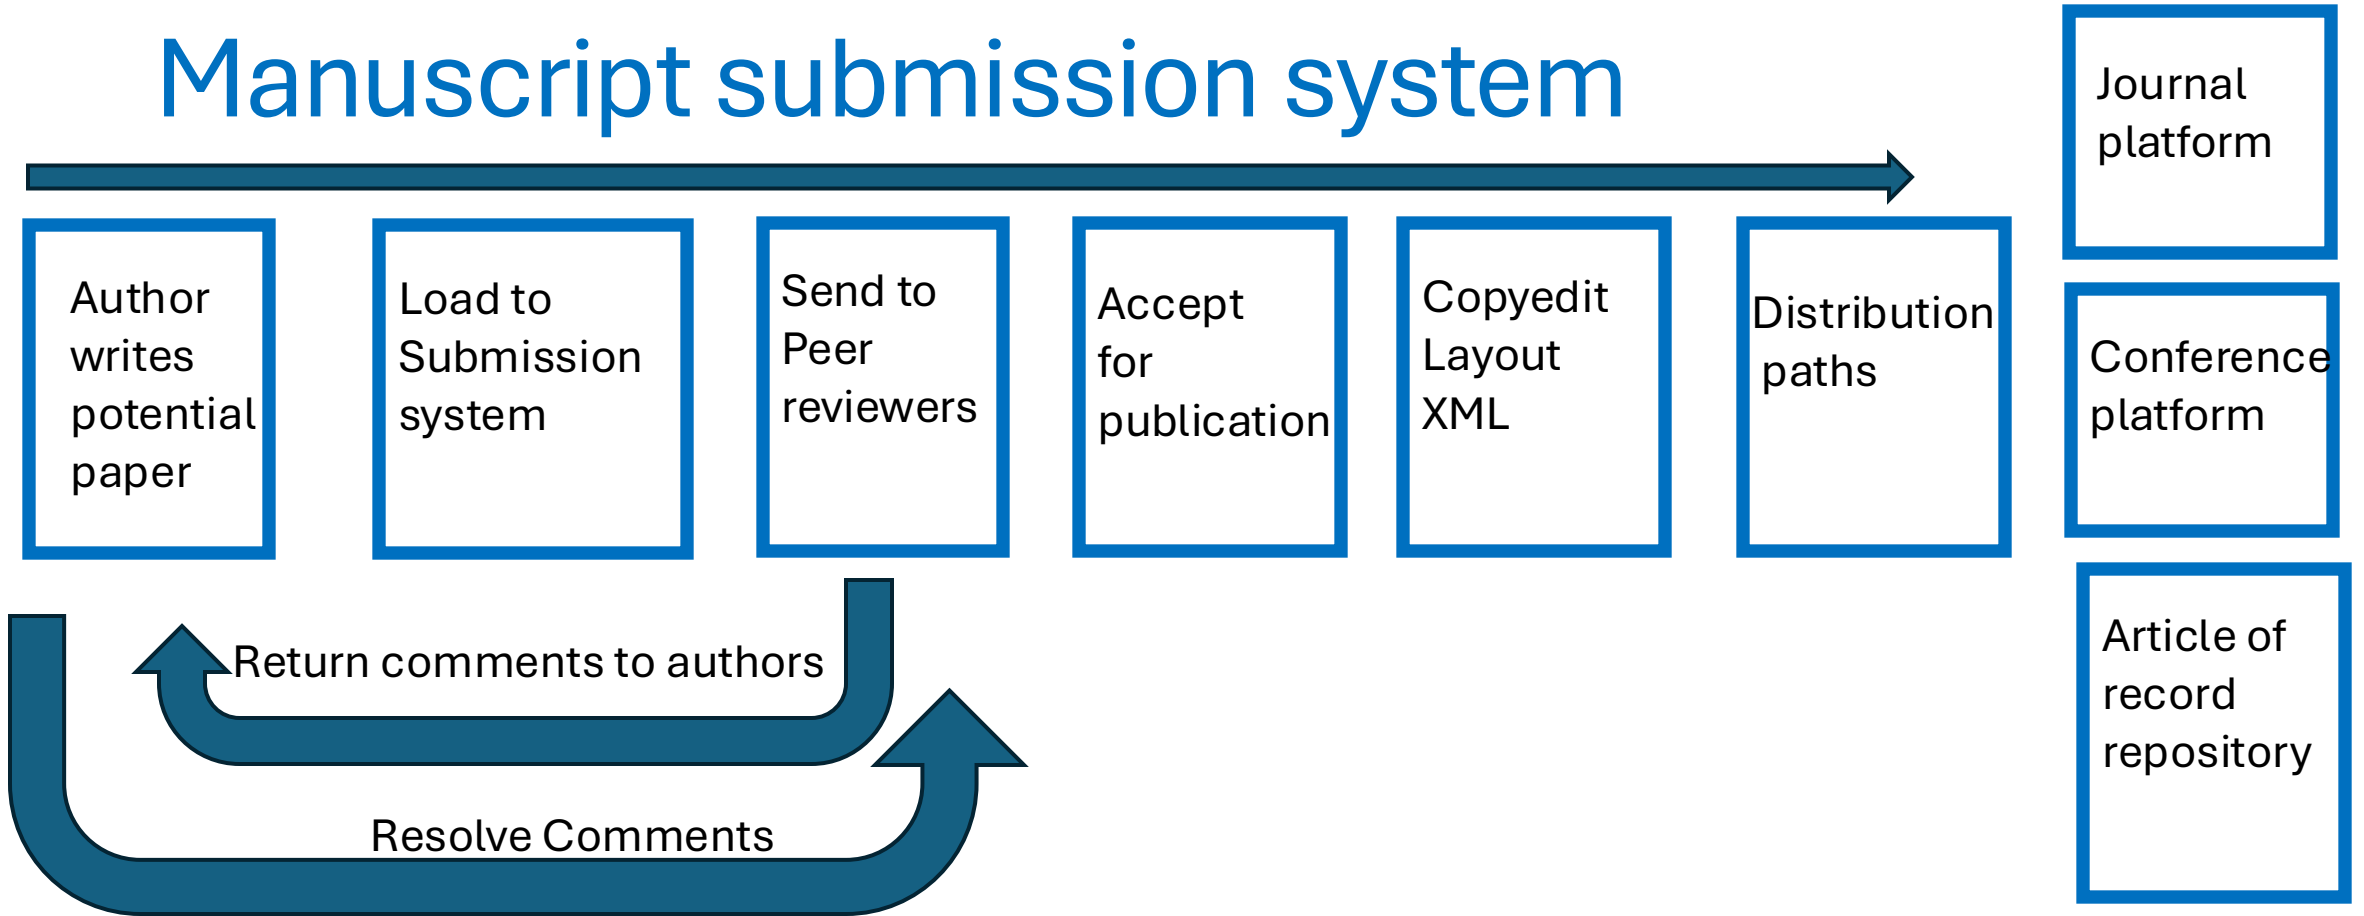 Manuscript submission system
Author
writes
potential
paper
Load to
Submission
system
Send to
Peer
reviewers
Accept
for
publication
Copyedit
Layout
XML
Distribution
paths
Journal
platform
Conference
platform
Article of
record
repository
Return comments to authors
Resolve Comments